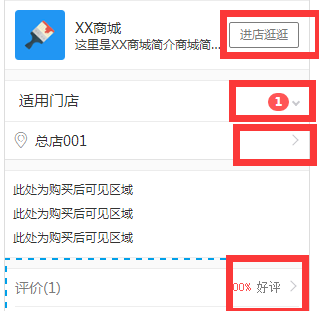 XX商城
这里是XX商城简介商城简...
进店逛逛
适用门店
1
总店001
此处为购买后可见区域
此处为购买后可见区域
此处为购买后可见区域
评价(1)
00% 好评